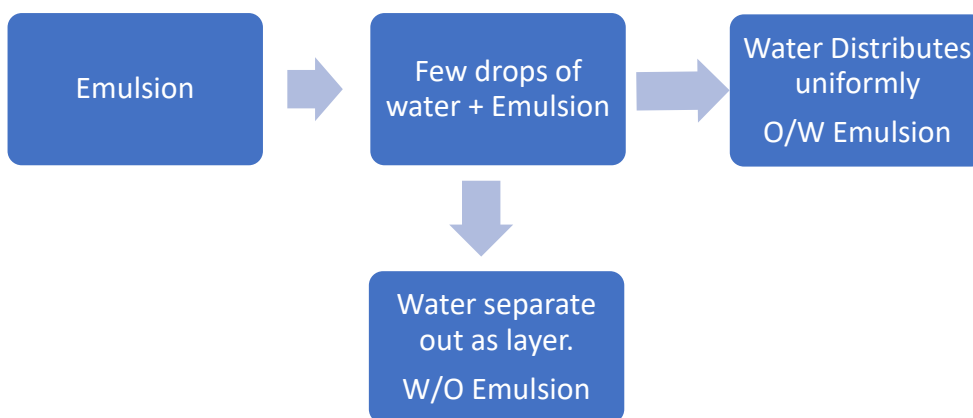 Emulsion
Few drops of
water + Emulsion
Water Distributes
uniformly
O/W Emulsion
Water separate
out as layer.
W/O Emulsion